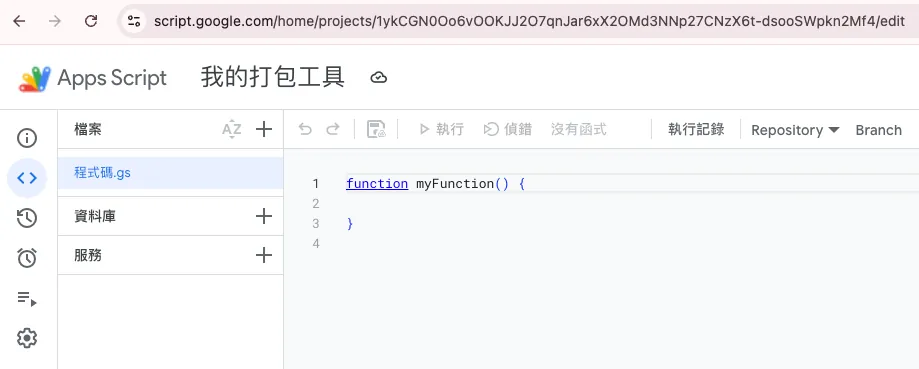 script.google.com/home/projects/1ykCGN0Oo6vOOKJJ2O7qnJar6xX2OMd3NNp27CNzX6t-dsooSWpkn2Mf4/edit
Apps Script 我的打包工具
檔案 AZ 執行 偵錯 沒有函式 執行記錄 Repository Branch
程式碼.gs
資料庫
服務
1 function myFunction() {
2
3 }
4